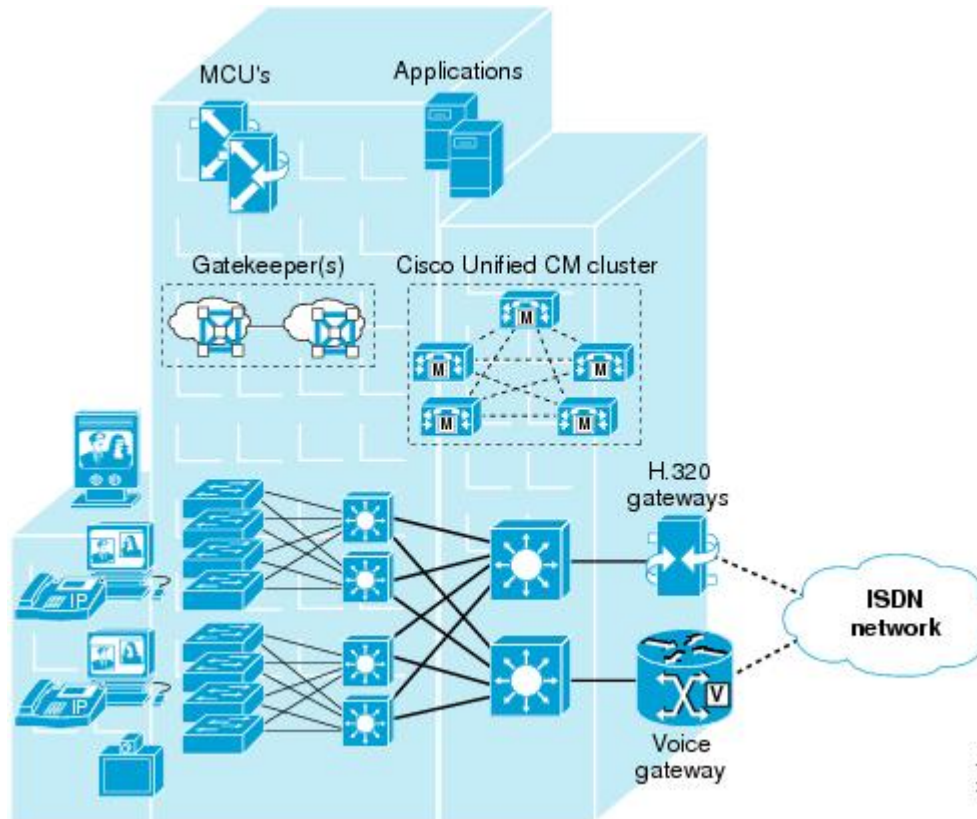 MCU's
Applications
Gatekeeper(s)
Cisco Unified CM cluster
M
M
M
M
M
H.320
gateways
IP
ISDN
network
IP
V
Voice
gateway